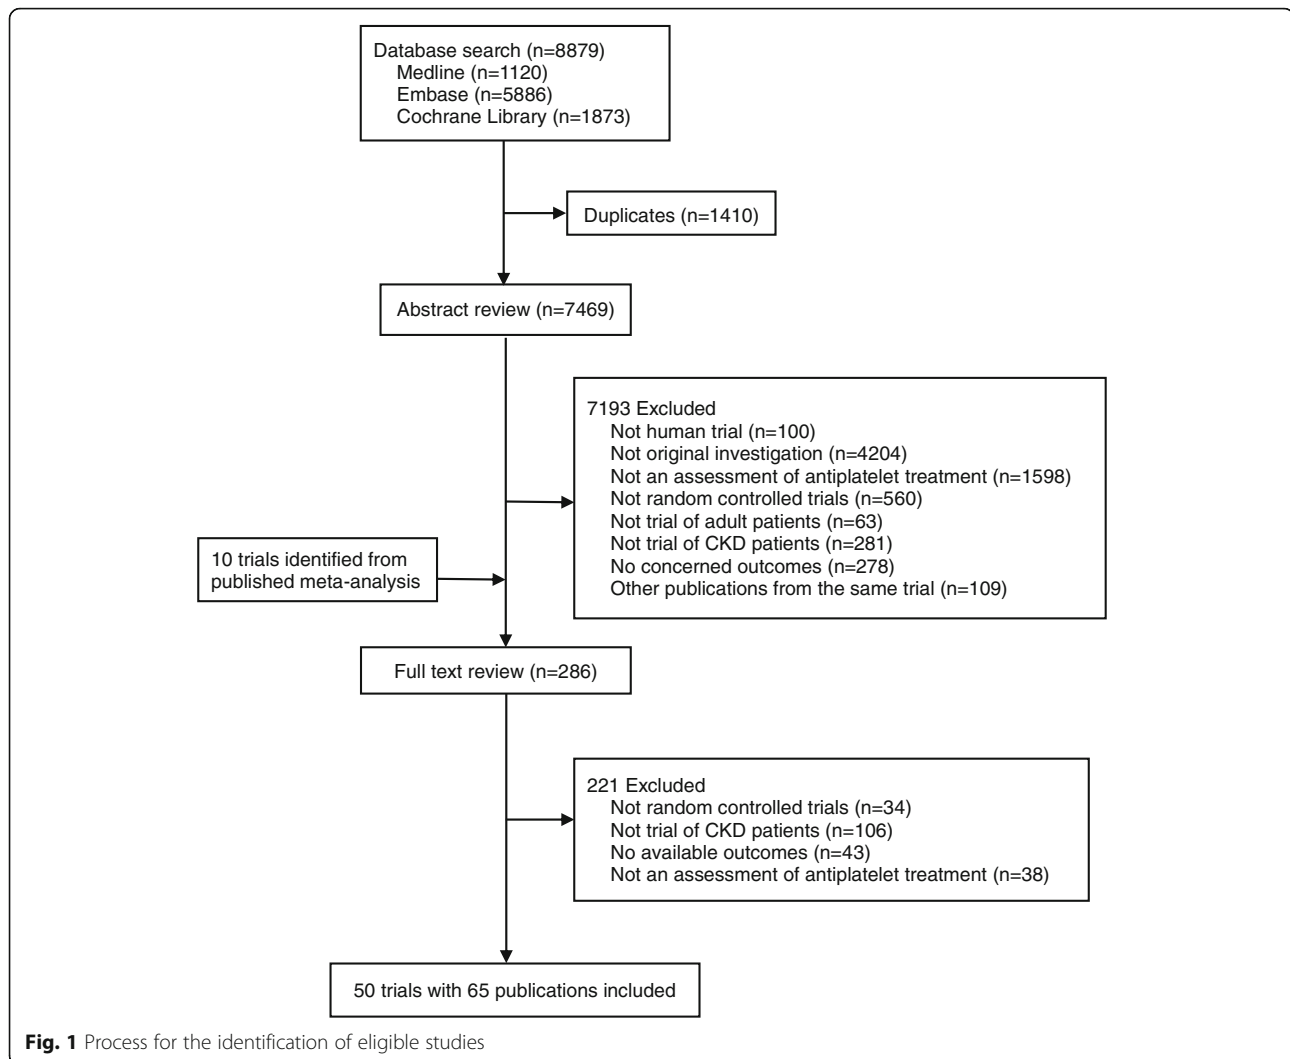 Database search (n=8879)
Medline (n=1120)
Embase (n=5886)
Cochrane Library (n=1873)
Duplicates (n=1410)
Abstract review (n=7469)
7193 Excluded
Not human trial (n=100)
Not original investigation (n=4204)
Not an assessment of antiplatelet treatment (n=1598)
Not random controlled trials (n=560)
Not trial of adult patients (n=63)
Not trial of CKD patients (n=281)
No concerned outcomes (n=278)
Other publications from the same trial (n=109)
10 trials identified from
published meta-analysis
Full text review (n=286)
221 Excluded
Not random controlled trials (n=34)
Not trial of CKD patients (n=106)
No available outcomes (n=43)
Not an assessment of antiplatelet treatment (n=38)
50 trials with 65 publications included
Fig. 1 Process for the identification of eligible studies